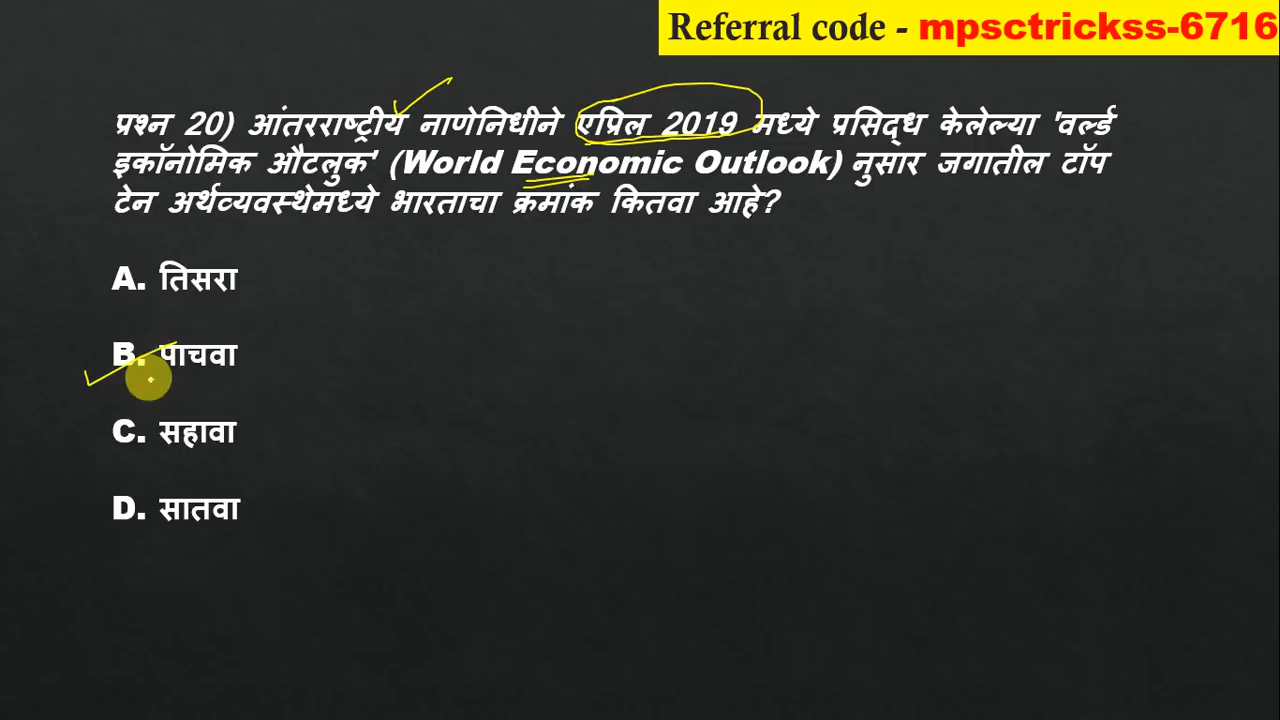 Referral code - mpsctrickss-6716
प्रश्न 20) आंतरराष्ट्रीय नाणेनिधीने एप्रिल 2019 मध्ये प्रसिद्ध केलेल्या 'वर्ल्ड
इकॉनोमिक औटलुक' (World Economic Outlook) नुसार जगातील टॉप
टेन अर्थव्यवस्थेमध्ये भारताचा क्रमांक कितवा आहे?
A. तिसरा
B. पाचवा
C. सहावा
D. सातवा